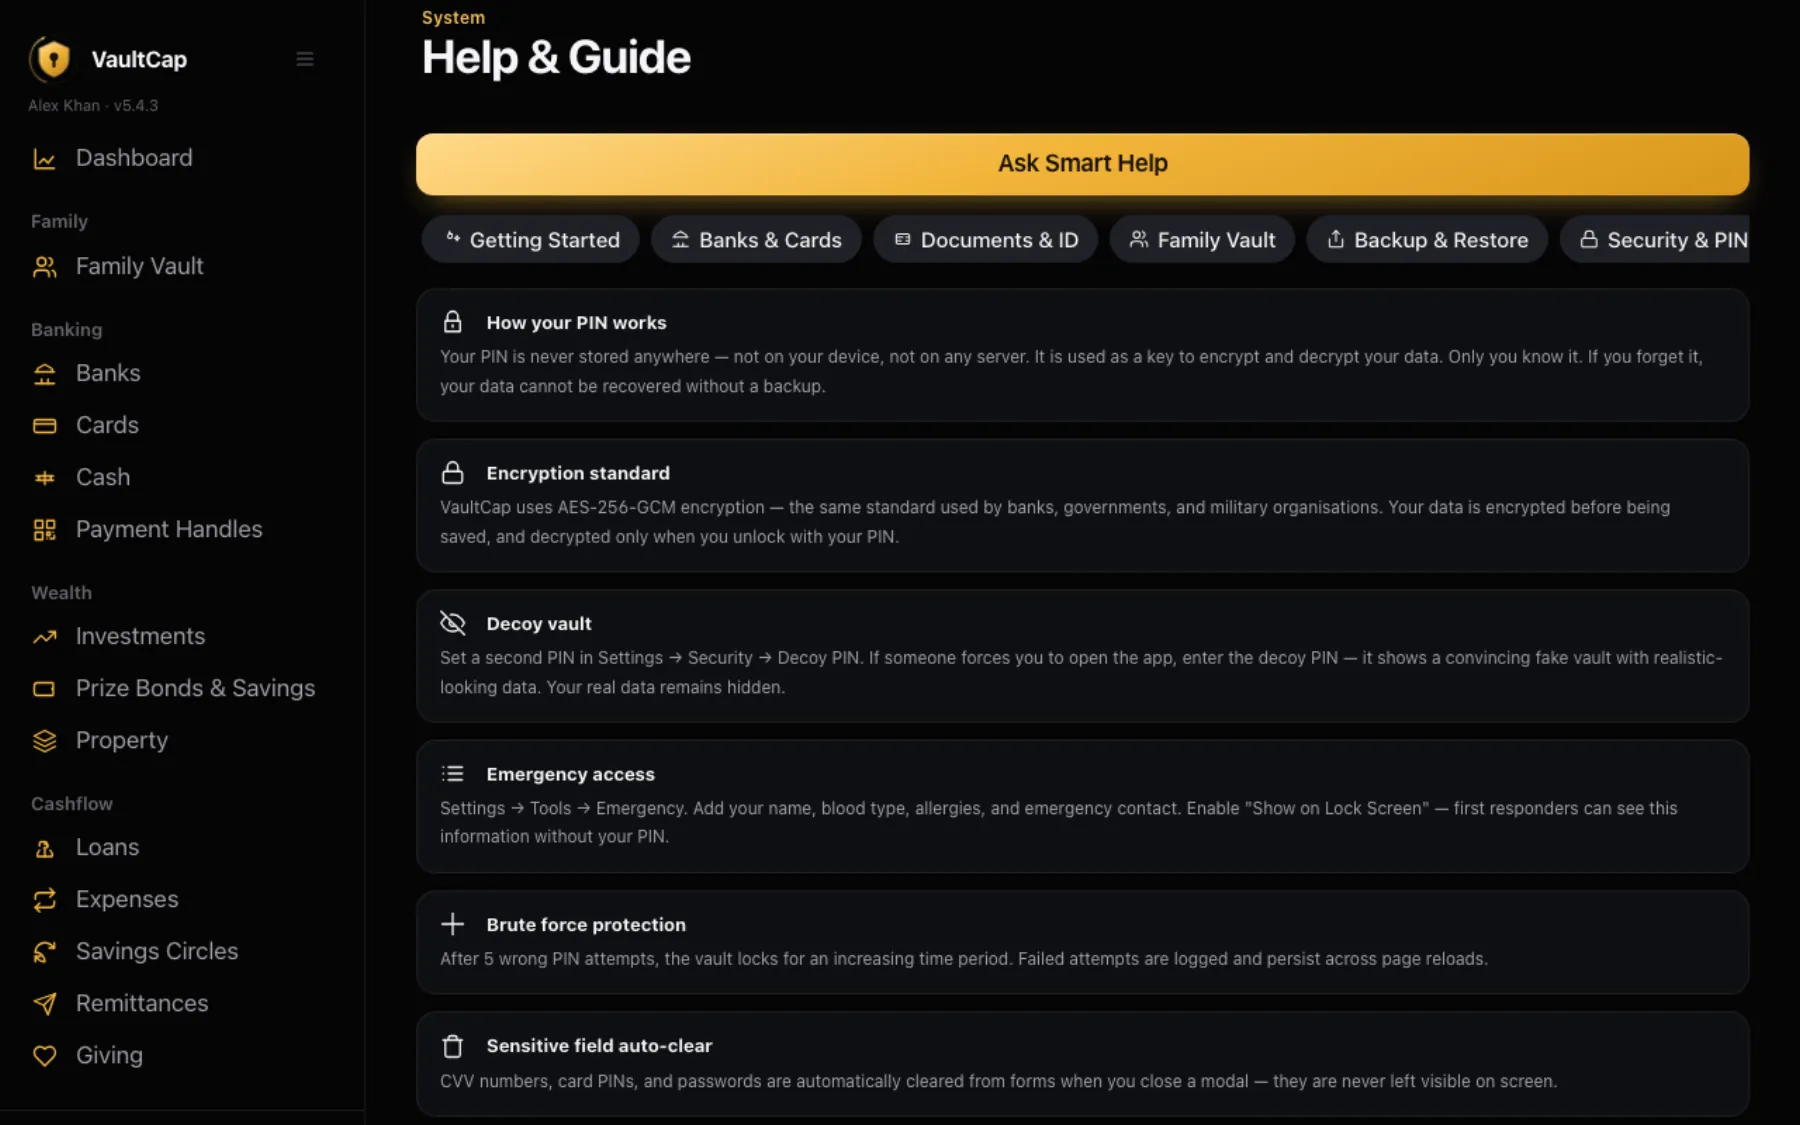 VaultCap
Alex Khan · v5.4.3
Dashboard
Family
Family Vault
Banking
Banks
Cards
Cash
Payment Handles
Wealth
Investments
Prize Bonds & Savings
Property
Cashflow
Loans
Expenses
Savings Circles
Remittances
Giving
System
Help & Guide
Ask Smart Help
Getting Started
Banks & Cards
Documents & ID
Family Vault
Backup & Restore
Security & PIN
How your PIN works
Your PIN is never stored anywhere — not on your device, not on any server. It is used as a key to encrypt and decrypt your data. Only you know it. If you forget it,
your data cannot be recovered without a backup.
Encryption standard
VaultCap uses AES-256-GCM encryption — the same standard used by banks, governments, and military organisations. Your data is encrypted before being
saved, and decrypted only when you unlock with your PIN.
Decoy vault
Set a second PIN in Settings → Security → Decoy PIN. If someone forces you to open the app, enter the decoy PIN — it shows a convincing fake vault with realistic-
looking data. Your real data remains hidden.
Emergency access
Settings → Tools → Emergency. Add your name, blood type, allergies, and emergency contact. Enable "Show on Lock Screen" — first responders can see this
information without your PIN.
Brute force protection
After 5 wrong PIN attempts, the vault locks for an increasing time period. Failed attempts are logged and persist across page reloads.
Sensitive field auto-clear
CVV numbers, card PINs, and passwords are automatically cleared from forms when you close a modal — they are never left visible on screen.